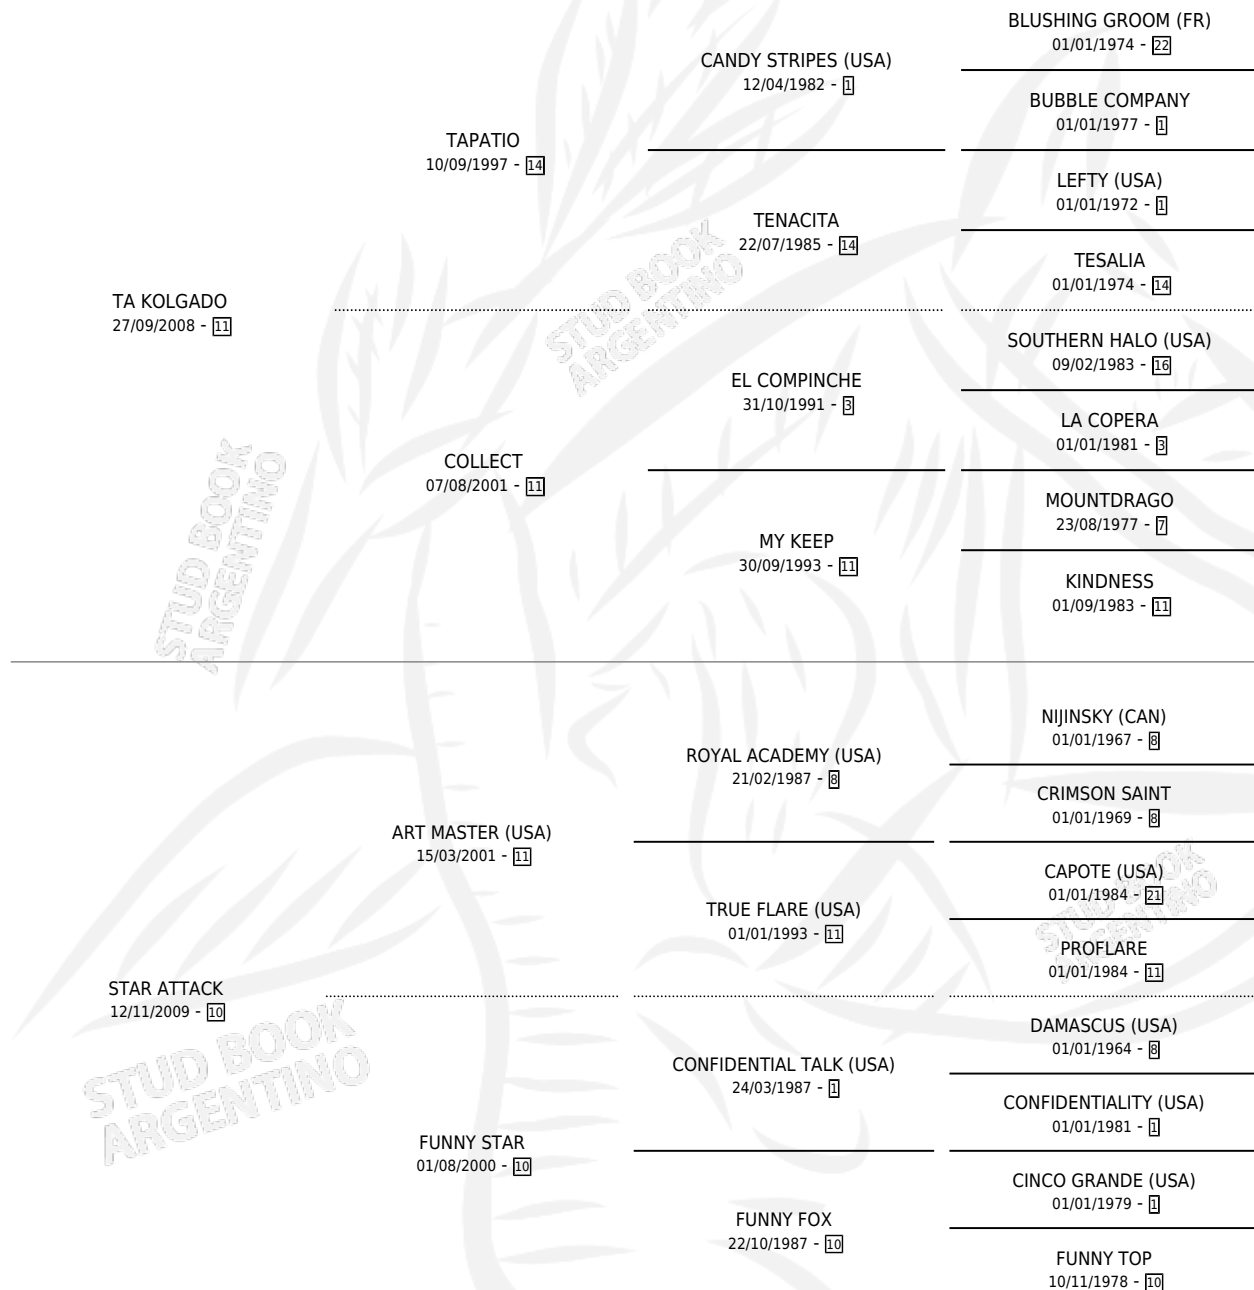 BLUSHING GROOM (FR)
01/01/1974 - 22
CANDY STRIPES (USA)
12/04/1982 - 1
BUBBLE COMPANY
01/01/1977 - 1
TAPATIO
10/09/1997 - 14
LEFTY (USA)
01/01/1972 - 1
TENACITA
22/07/1985 - 14
TESALIA
01/01/1974 - 14
TA KOLGADO
27/09/2008 - 11
STUD BOOK
ARGENTINO
SOUTHERN HALO (USA)
09/02/1983 - 16
EL COMPINCHE
31/10/1991 - 3
LA COPERA
01/01/1981 - 3
COLLECT
07/08/2001 - 11
MOUNTDRAGO
23/08/1977 - 7
MY KEEP
30/09/1993 - 11
KINDNESS
01/09/1983 - 11
STUD BOOK
ARGENTINO
NIJINSKY (CAN)
01/01/1967 - 8
ROYAL ACADEMY (USA)
21/02/1987 - 8
CRIMSON SAINT
01/01/1969 - 8
ART MASTER (USA)
15/03/2001 - 11
CAPOTE (USA)
01/01/1984 - 21
TRUE FLARE (USA)
01/01/1993 - 11
STUD BOOK
ARGENTINO
PROFLARE
01/01/1984 - 11
STAR ATTACK
12/11/2009 - 10
DAMASCUS (USA)
01/01/1964 - 8
CONFIDENTIAL TALK (USA)
24/03/1987 - 1
CONFIDENTIALITY (USA)
01/01/1981 - 1
STUD BOOK
ARGENTINO
FUNNY STAR
01/08/2000 - 10
CINCO GRANDE (USA)
01/01/1979 - 1
FUNNY FOX
22/10/1987 - 10
FUNNY TOP
10/11/1978 - 10